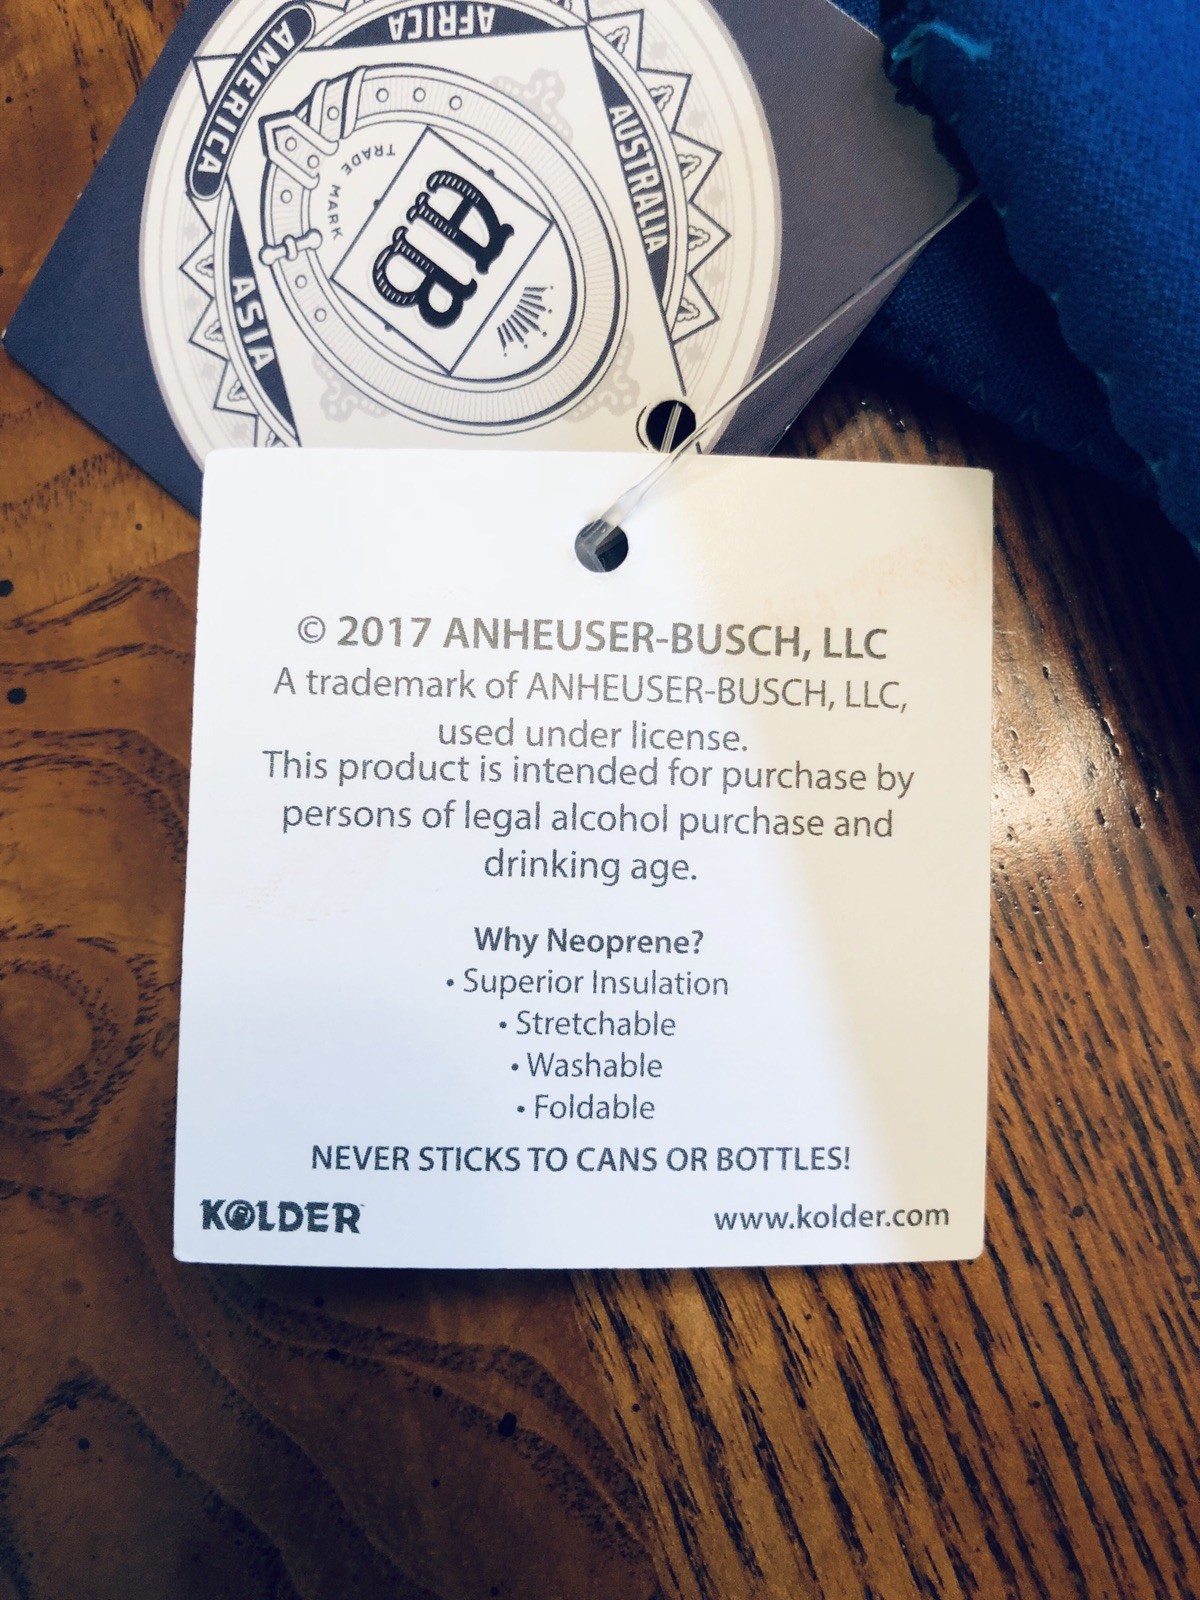 AFRICA
AMERICA
AUSTRALIA
ASIA
TRADE MARK
AB
© 2017 ANHEUSER-BUSCH, LLC
A trademark of ANHEUSER-BUSCH, LLC,
used under license.
This product is intended for purchase by
persons of legal alcohol purchase and
drinking age.
Why Neoprene?
• Superior Insulation
• Stretchable
• Washable
• Foldable
NEVER STICKS TO CANS OR BOTTLES!
KOLDER™
www.kolder.com